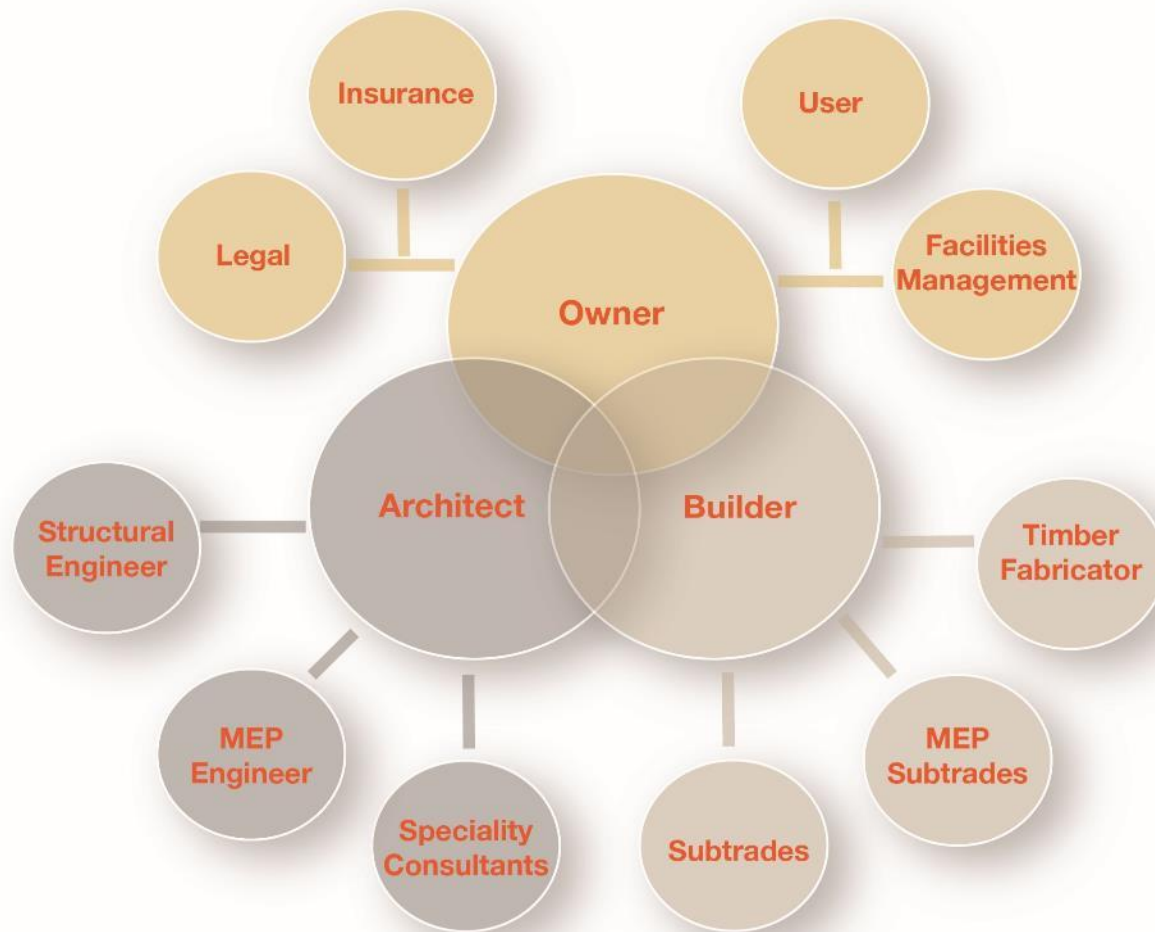 Insurance
User
Legal
Facilities
Management
Owner
Architect
Builder
Structural
Engineer
Timber
Fabricator
MEP
Engineer
MEP
Subtrades
Speciality
Consultants
Subtrades